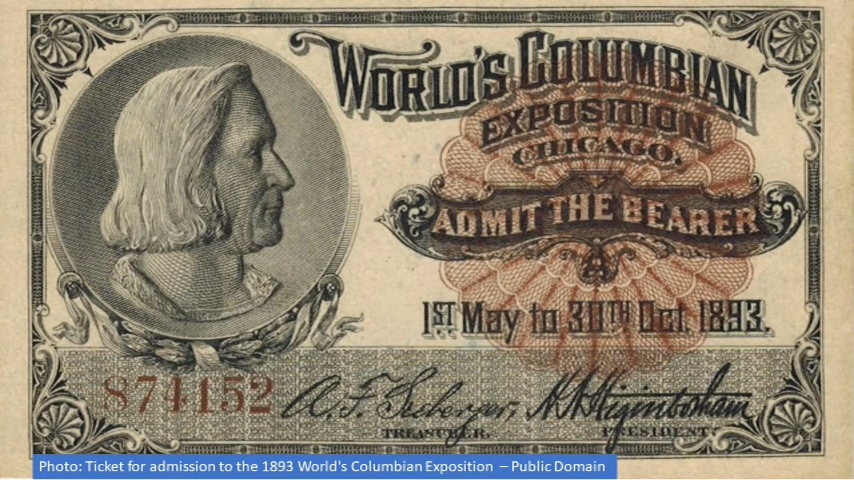 WORLD'S COLUMBIAN
EXPOSITION
CHICAGO.
ADMIT THE BEARER
A
1ST May to 30TH Oct. 1893.
874152
A. F. Seeberger,
TREASURER.
H. N. Higinbotham
PRESIDENT.
Photo: Ticket for admission to the 1893 World's Columbian Exposition – Public Domain